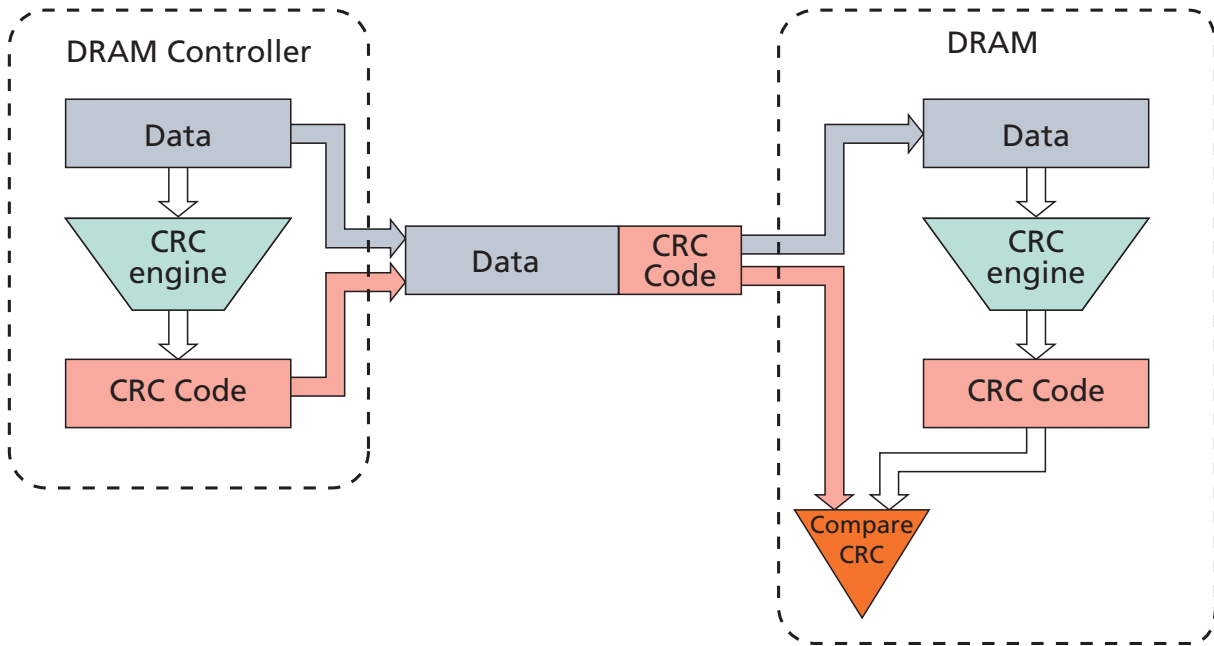 DRAM Controller
Data
CRC
engine
CRC Code
Data
CRC
Code
DRAM
Data
CRC
engine
CRC Code
Compare
CRC